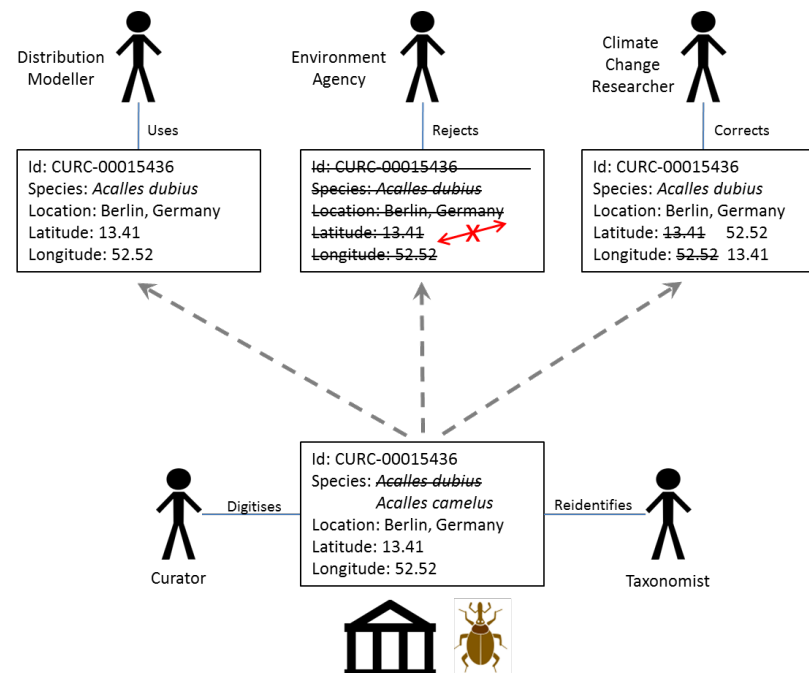 Distribution
Modeller
Environment
Agency
Climate
Change
Researcher
Uses
Rejects
Corrects
Id: CURC-00015436
Species: Acalles dubius
Location: Berlin, Germany
Latitude: 13.41
Longitude: 52.52
Id: CURC-00015436
Species: Acalles dubius
Location: Berlin, Germany
Latitude: 13.41
X
Longitude: 52.52
Id: CURC-00015436
Species: Acalles dubius
Location: Berlin, Germany
Latitude: 13.41 52.52
Longitude: 52.52 13.41
Id: CURC-00015436
Species: Acalles dubius
Acalles camelus
Location: Berlin, Germany
Latitude: 13.41
Longitude: 52.52
Digitises
Curator
Reidentifies
Taxonomist